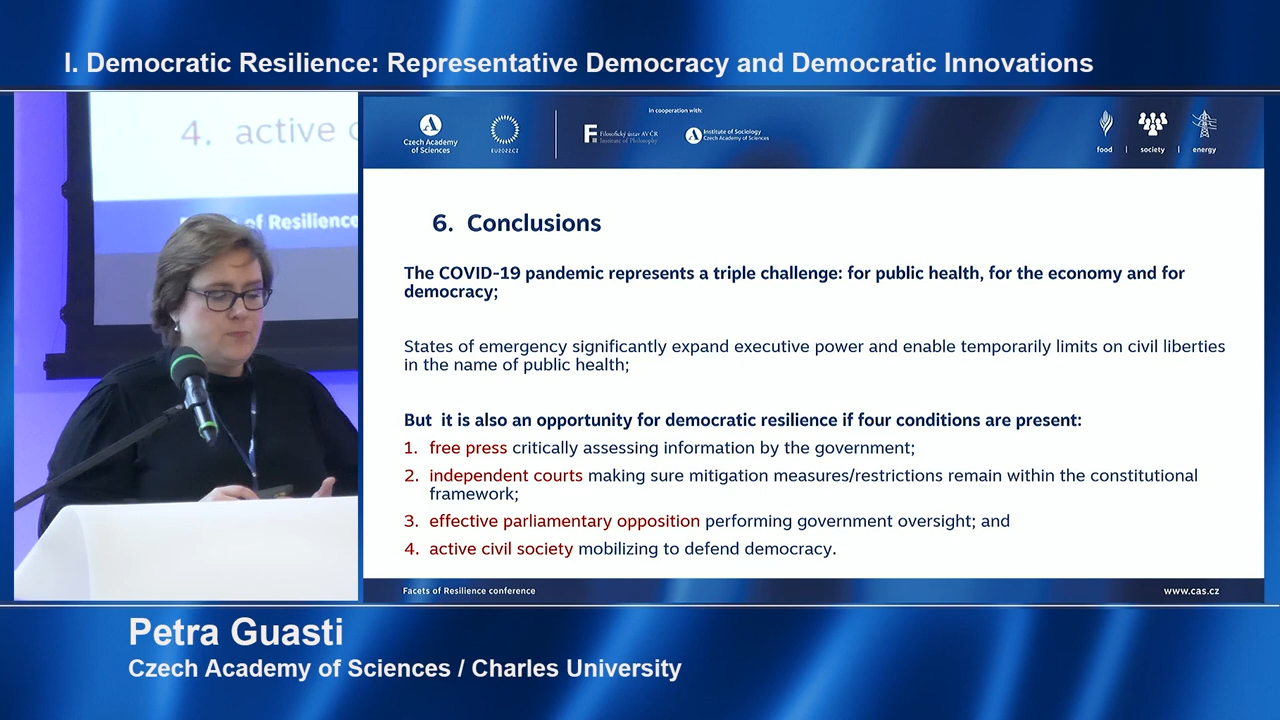 I. Democratic Resilience: Representative Democracy and Democratic Innovations
4. active
of Resilience
In cooperation with:
Czech Academy
of Sciences
EU2022.CZ
Filosofický ústav AV ČR
Institute of Philosophy
Institute of Sociology
Czech Academy of Sciences
food | society | energy
6. Conclusions
The COVID-19 pandemic represents a triple challenge: for public health, for the economy and for
democracy;
States of emergency significantly expand executive power and enable temporarily limits on civil liberties
in the name of public health;
But it is also an opportunity for democratic resilience if four conditions are present:
1. free press critically assessing information by the government;
2. independent courts making sure mitigation measures/restrictions remain within the constitutional
framework;
3. effective parliamentary opposition performing government oversight; and
4. active civil society mobilizing to defend democracy.
Facets of Resilience conference
www.cas.cz
Petra Guasti
Czech Academy of Sciences / Charles University